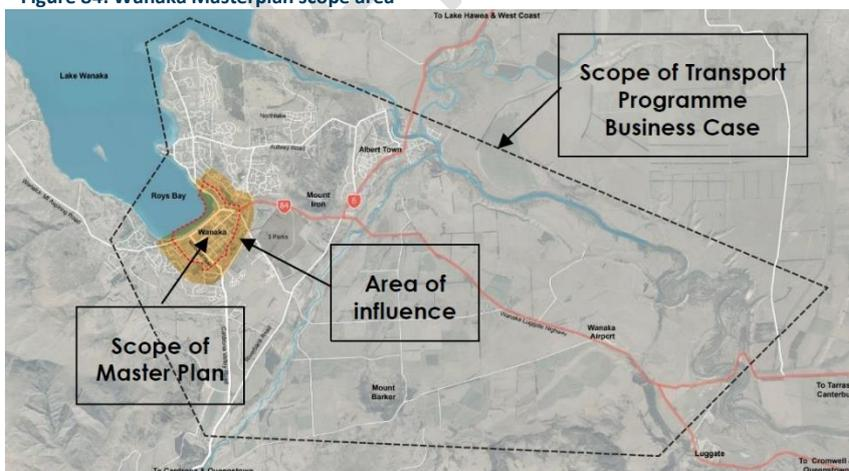 Figure 84: Wanaka Masterplan scope area
To Lake Hawea & West Coast
Lake Wanaka
Scope of Transport
Programme
Business Case
Northlake
Aubrey Road
Albert Town
Roys Bay
Mount
Iron
84
6
Wanaka
3 Parks
Area of
influence
Scope of
Master Plan
Wanaka-Luggate Highway
Wanaka
Airport
Mount
Barker
To Tarras
Canterbu
Luggate
To Cromwell
Queenstown
To Cardrona & Queenstown